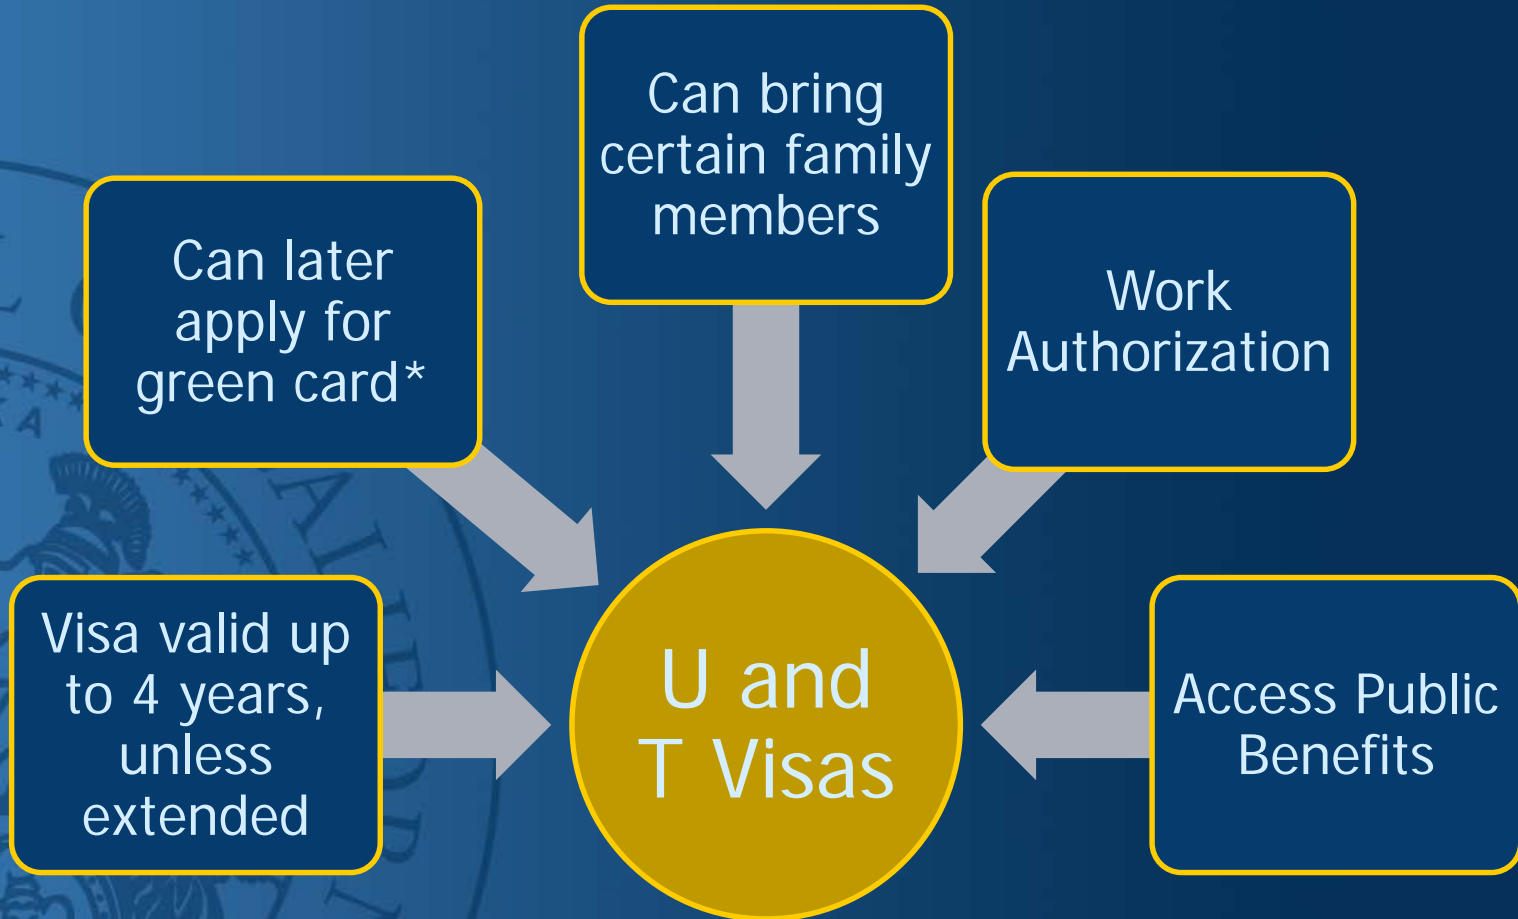 Can bring
certain family
members
Can later
apply for
green card*
Work
Authorization
Visa valid up
to 4 years,
unless
extended
U and
T Visas
Access Public
Benefits